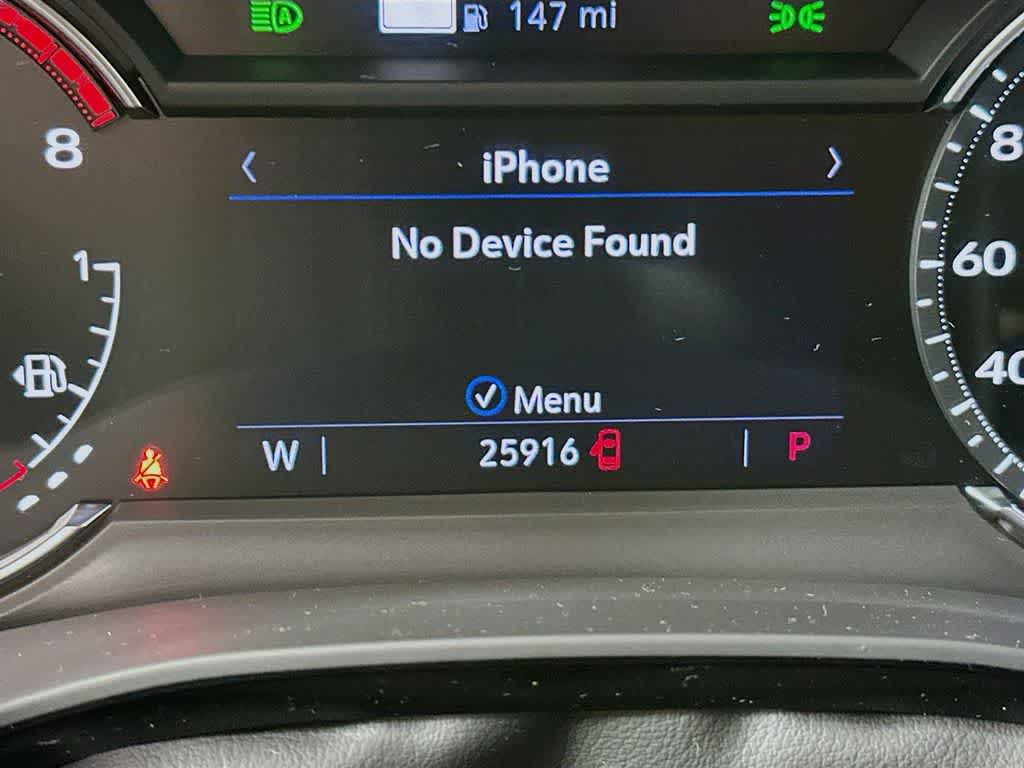 A
147 mi
8
8
iPhone
No Device Found
1
60
40
Menu
W
25916
P